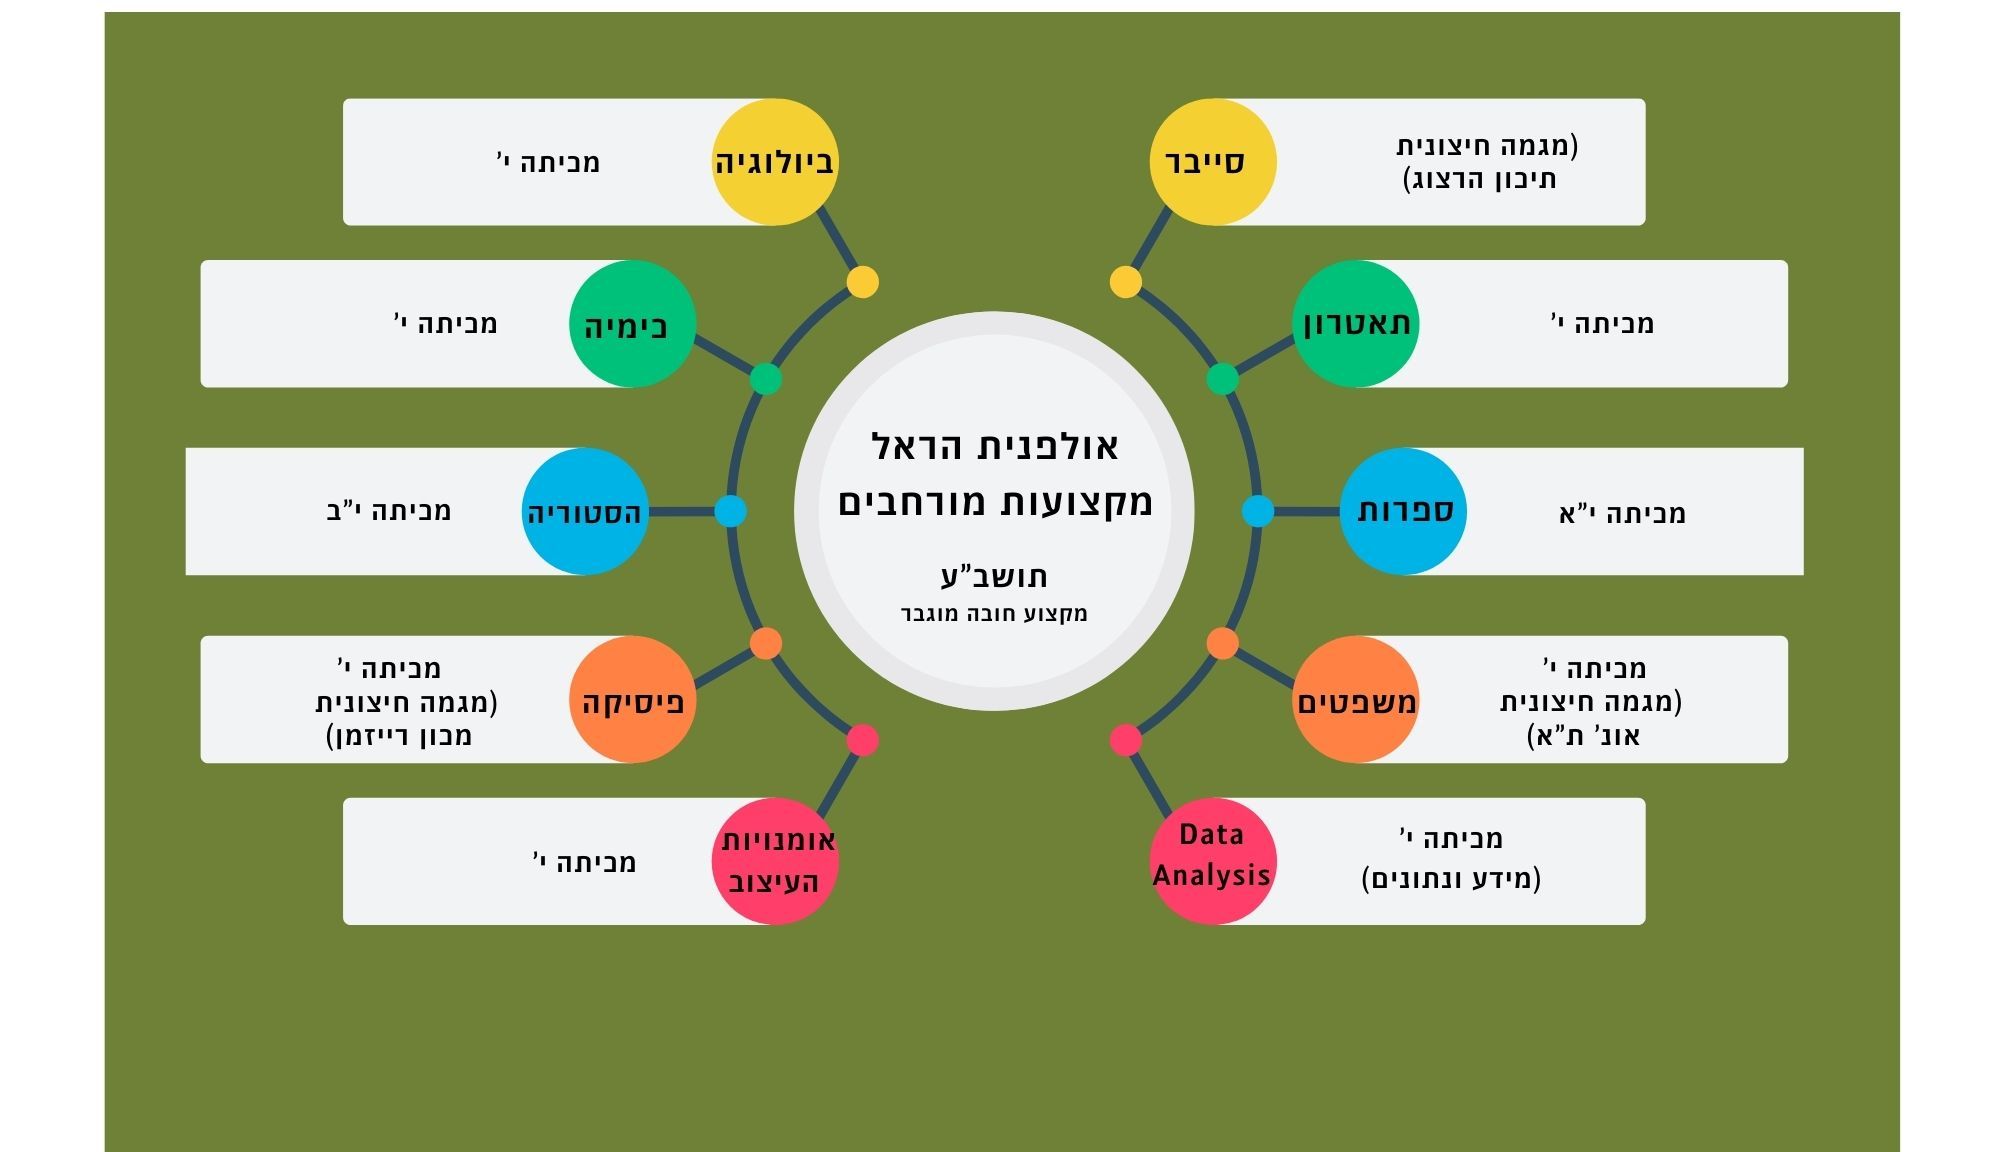 אולפנית הראל
מקצועות מורחבים
תושב”ע
מקצוע חובה מוגבר
סייבר
(מגמה חיצונית
תיכון הרצוג)
תאטרון
מכיתה י’
ספרות
מכיתה י”א
משפטים
מכיתה י’
(מגמה חיצונית
אונ’ ת”א)
Data
Analysis
מכיתה י’
(מידע ונתונים)
ביולוגיה
מכיתה י’
כימיה
מכיתה י’
הסטוריה
מכיתה י”ב
פיסיקה
מכיתה י’
(מגמה חיצונית
מכון רייזמן)
אומנויות
העיצוב
מכיתה י’